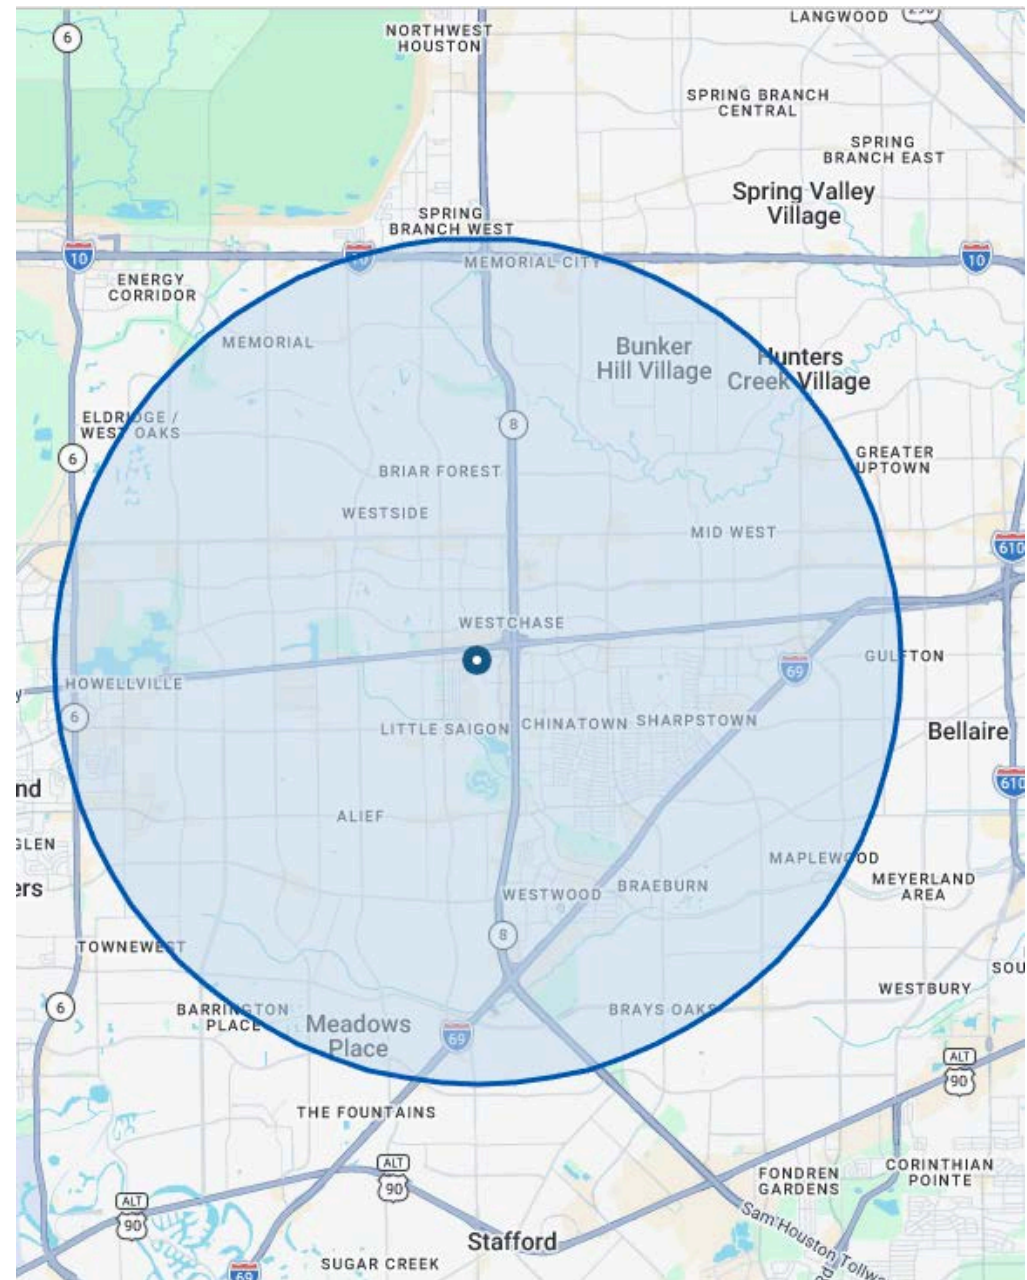 LANGWOOD
290
6
NORTHWEST
HOUSTON
SPRING BRANCH
CENTRAL
SPRING
BRANCH EAST
Spring Valley
Village
SPRING
BRANCH WEST
10
10
MEMORIAL CITY
10
ENERGY
CORRIDOR
MEMORIAL
Bunker
Hill Village
Hunters
Creek Village
ELDRIDGE /
WEST OAKS
8
6
GREATER
UPTOWN
BRIAR FOREST
WESTSIDE
MID WEST
610
WESTCHASE
GULFTON
69
HOWELLVILLE
y
6
LITTLE SAIGON
CHINATOWN
SHARPSTOWN
Bellaire
nd
610
ALIEF
GLEN
MAPLEWOOD
ers
WESTWOOD
BRAEBURN
MEYERLAND
AREA
8
TOWNEWEST
SOU
WESTBURY
6
BARRINGTON
PLACE
Meadows
Place
69
BRAYS OAKS
ALT
90
THE FOUNTAINS
ALT
90
ALT
90
FONDREN
GARDENS
CORINTHIAN
POINTE
Sam Houston Tollw
Stafford
SUGAR CREEK
69